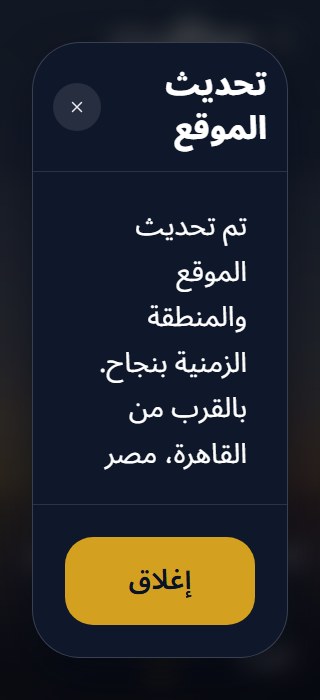 تحديث
الموقع
×
تم تحديث
الموقع
والمنطقة
الزمنية بنجاح.
بالقرب من
القاهرة، مصر
إغلاق